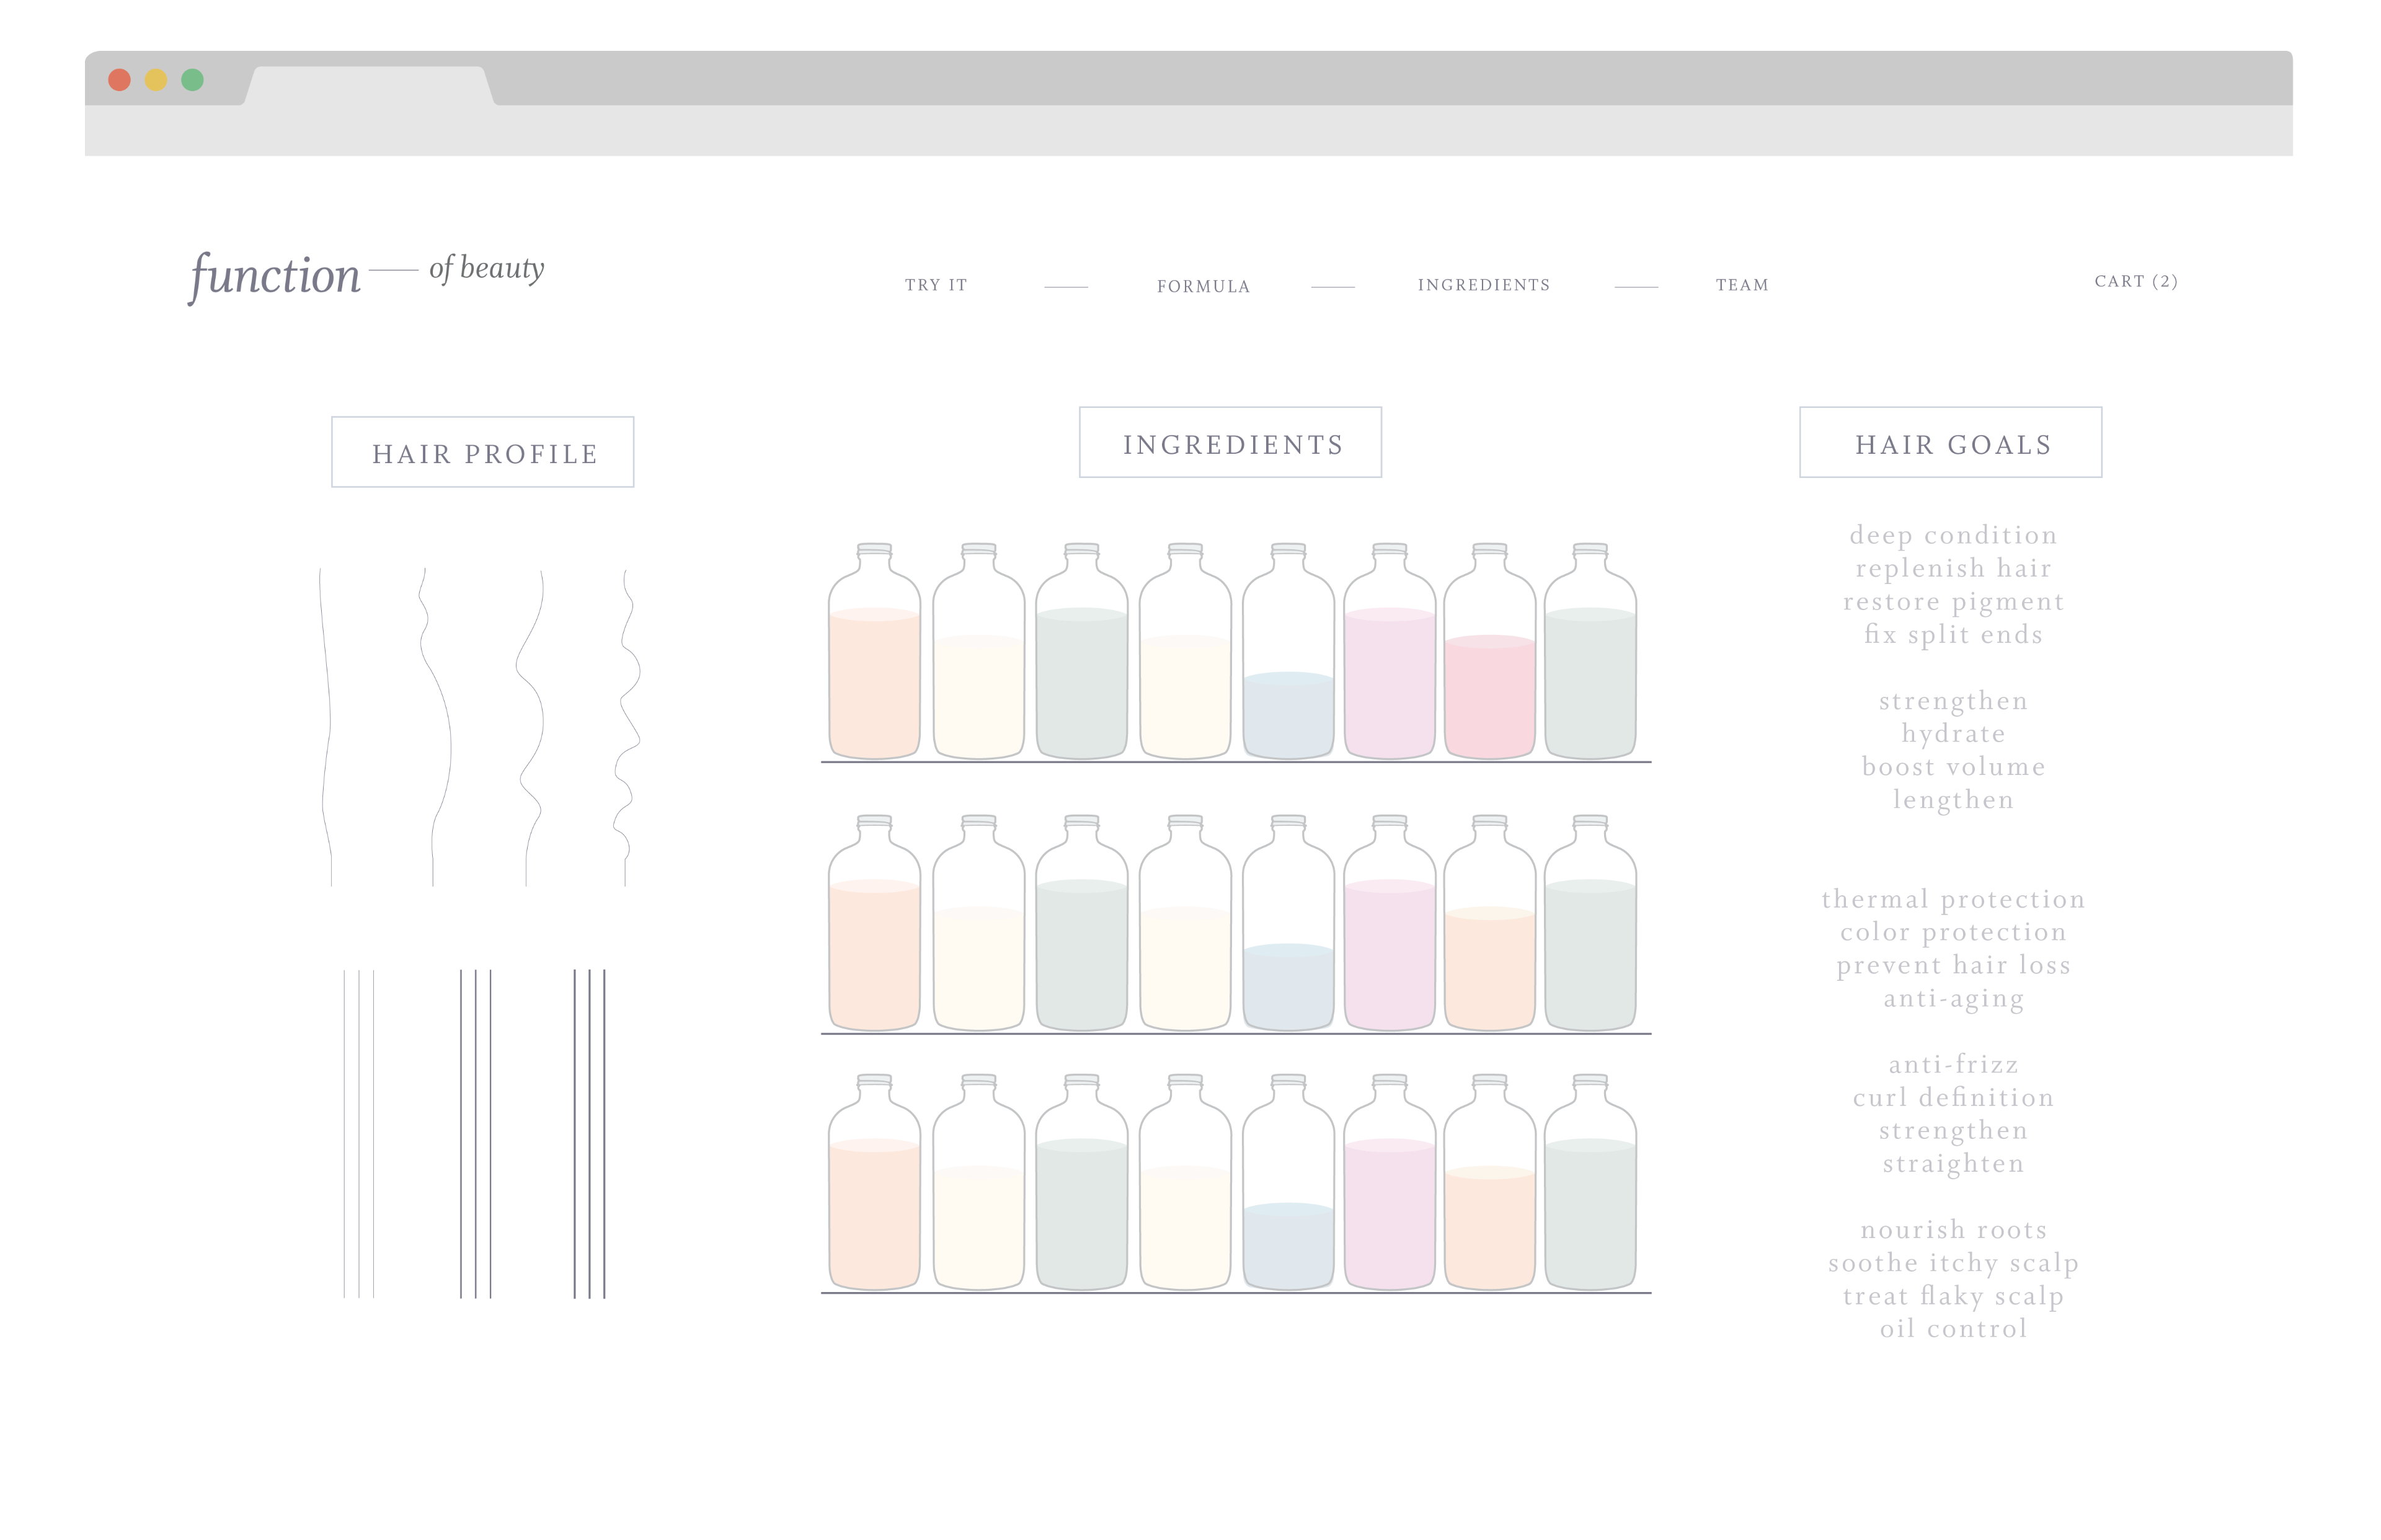 function — of beauty
TRY IT — FORMULA — INGREDIENTS — TEAM
CART (2)
HAIR PROFILE
INGREDIENTS
HAIR GOALS
deep condition
replenish hair
restore pigment
fix split ends
strengthen
hydrate
boost volume
lengthen
thermal protection
color protection
prevent hair loss
anti-aging
anti-frizz
curl definition
strengthen
straighten
nourish roots
soothe itchy scalp
treat flaky scalp
oil control